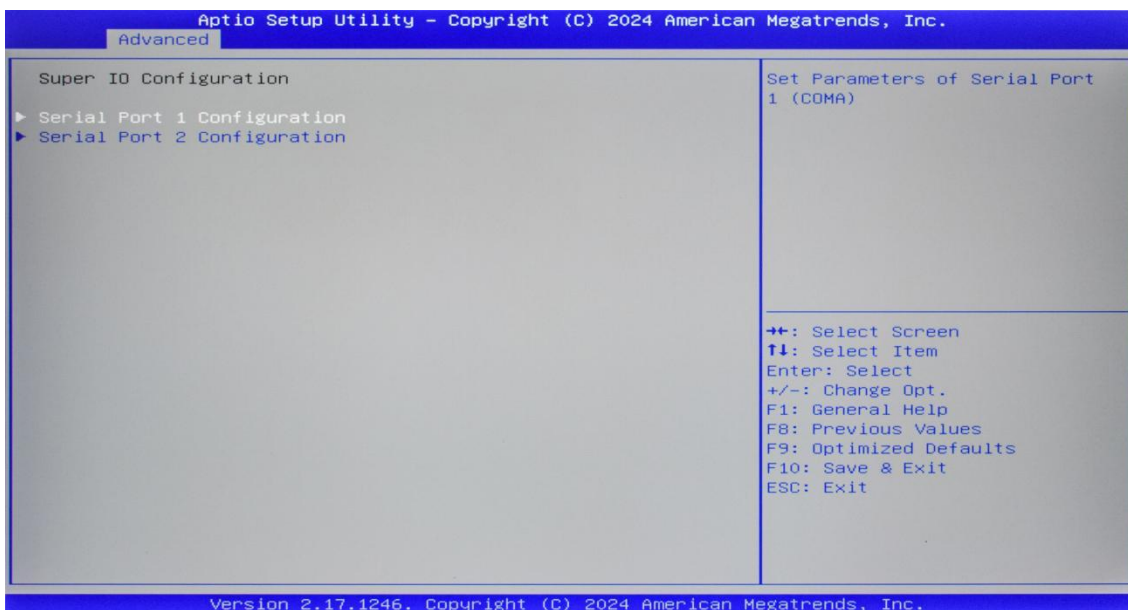 Aptio Setup Utility – Copyright (C) 2024 American Megatrends, Inc.
Advanced
Super IO Configuration
▶ Serial Port 1 Configuration
▶ Serial Port 2 Configuration
Set Parameters of Serial Port
1 (COMA)
→←: Select Screen
↑↓: Select Item
Enter: Select
+/-: Change Opt.
F1: General Help
F8: Previous Values
F9: Optimized Defaults
F10: Save & Exit
ESC: Exit
Version 2.17.1246. Copyright (C) 2024 American Megatrends, Inc.